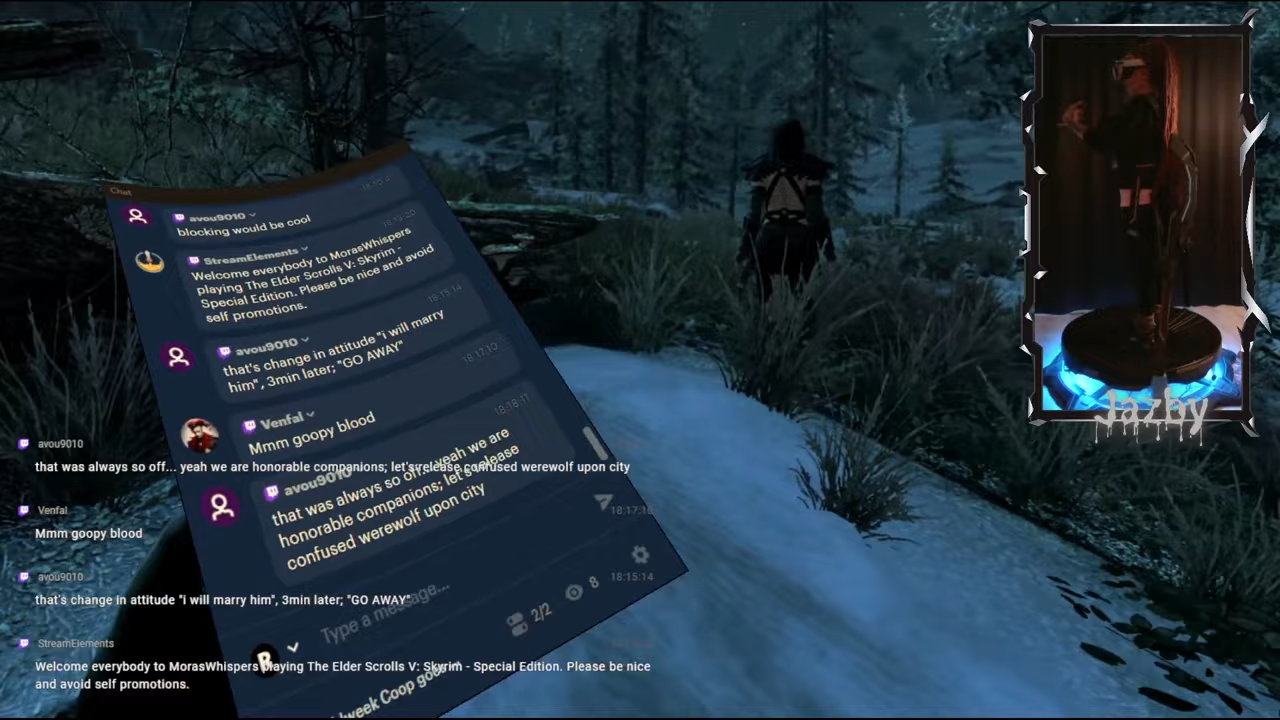 Chat
avou9010
blocking would be cool
StreamElements
Welcome everybody to MorasWhispers
playing The Elder Scrolls V: Skyrim -
Special Edition. Please be nice and avoid
self promotions.
18:15:14
avou9010
that's change in attitude "i will marry
him", 3min later; "GO AWAY"
18:17:10
Venfal
Mmm goopy blood
18:18:11
avou9010
that was always so off... yeah we are
honorable companions; let's release
confused werewolf upon city
Type a message...
2/2
8
week Coop
avou9010
that was always so off... yeah we are honorable companions; let's release confused werewolf upon city
Venfal
18:17:10
Mmm goopy blood
avou9010
18:15:14
that's change in attitude "i will marry him", 3min later; "GO AWAY"
StreamElements
Welcome everybody to MorasWhispers playing The Elder Scrolls V: Skyrim - Special Edition. Please be nice
and avoid self promotions.
Jazby